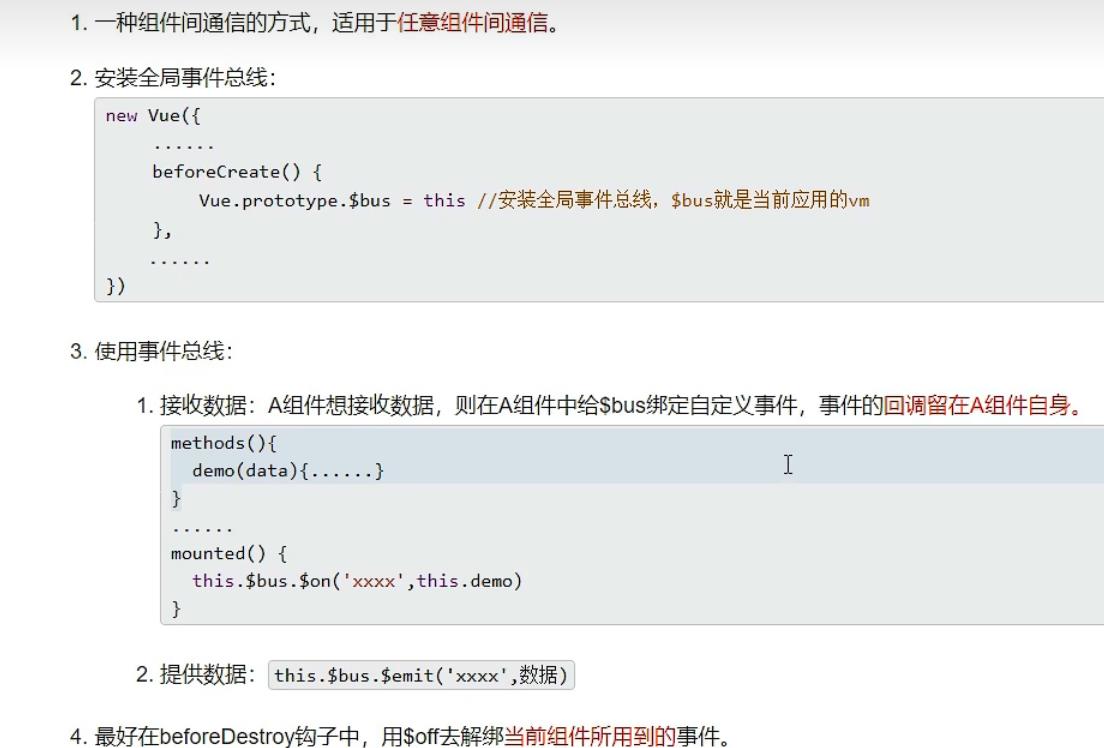 1. 一种组件间通信的方式，适用于任意组件间通信。
2. 安装全局事件总线：
new Vue({
......
beforeCreate() {
Vue.prototype.$bus = this //安装全局事件总线，$bus就是当前应用的vm
},
......
})
3. 使用事件总线：
1. 接收数据：A组件想接收数据，则在A组件中给$bus绑定自定义事件，事件的回调留在A组件自身。
methods(){
demo(data){......}
}
......
mounted() {
this.$bus.$on('xxxx',this.demo)
}
2. 提供数据：this.$bus.$emit('xxxx',数据)
4. 最好在beforeDestroy钩子中，用$off去解绑当前组件所用到的事件。